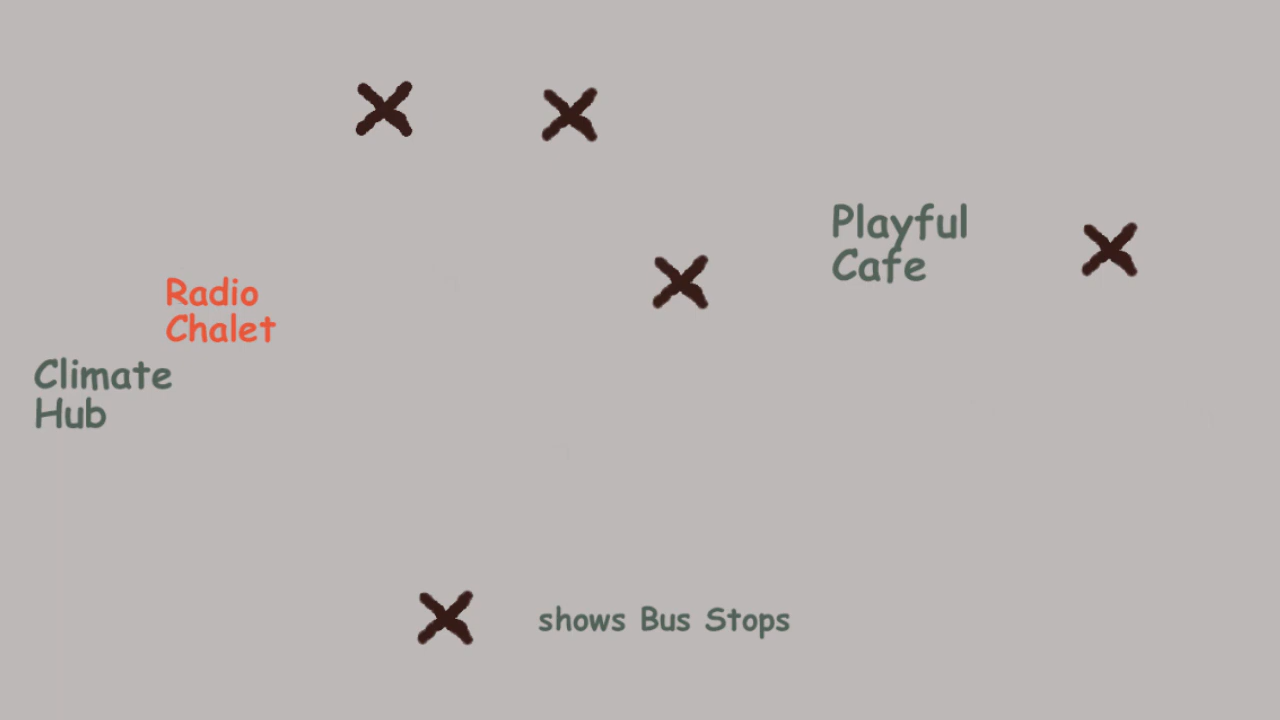 Playful
Cafe
Radio
Chalet
Climate
Hub
shows Bus Stops